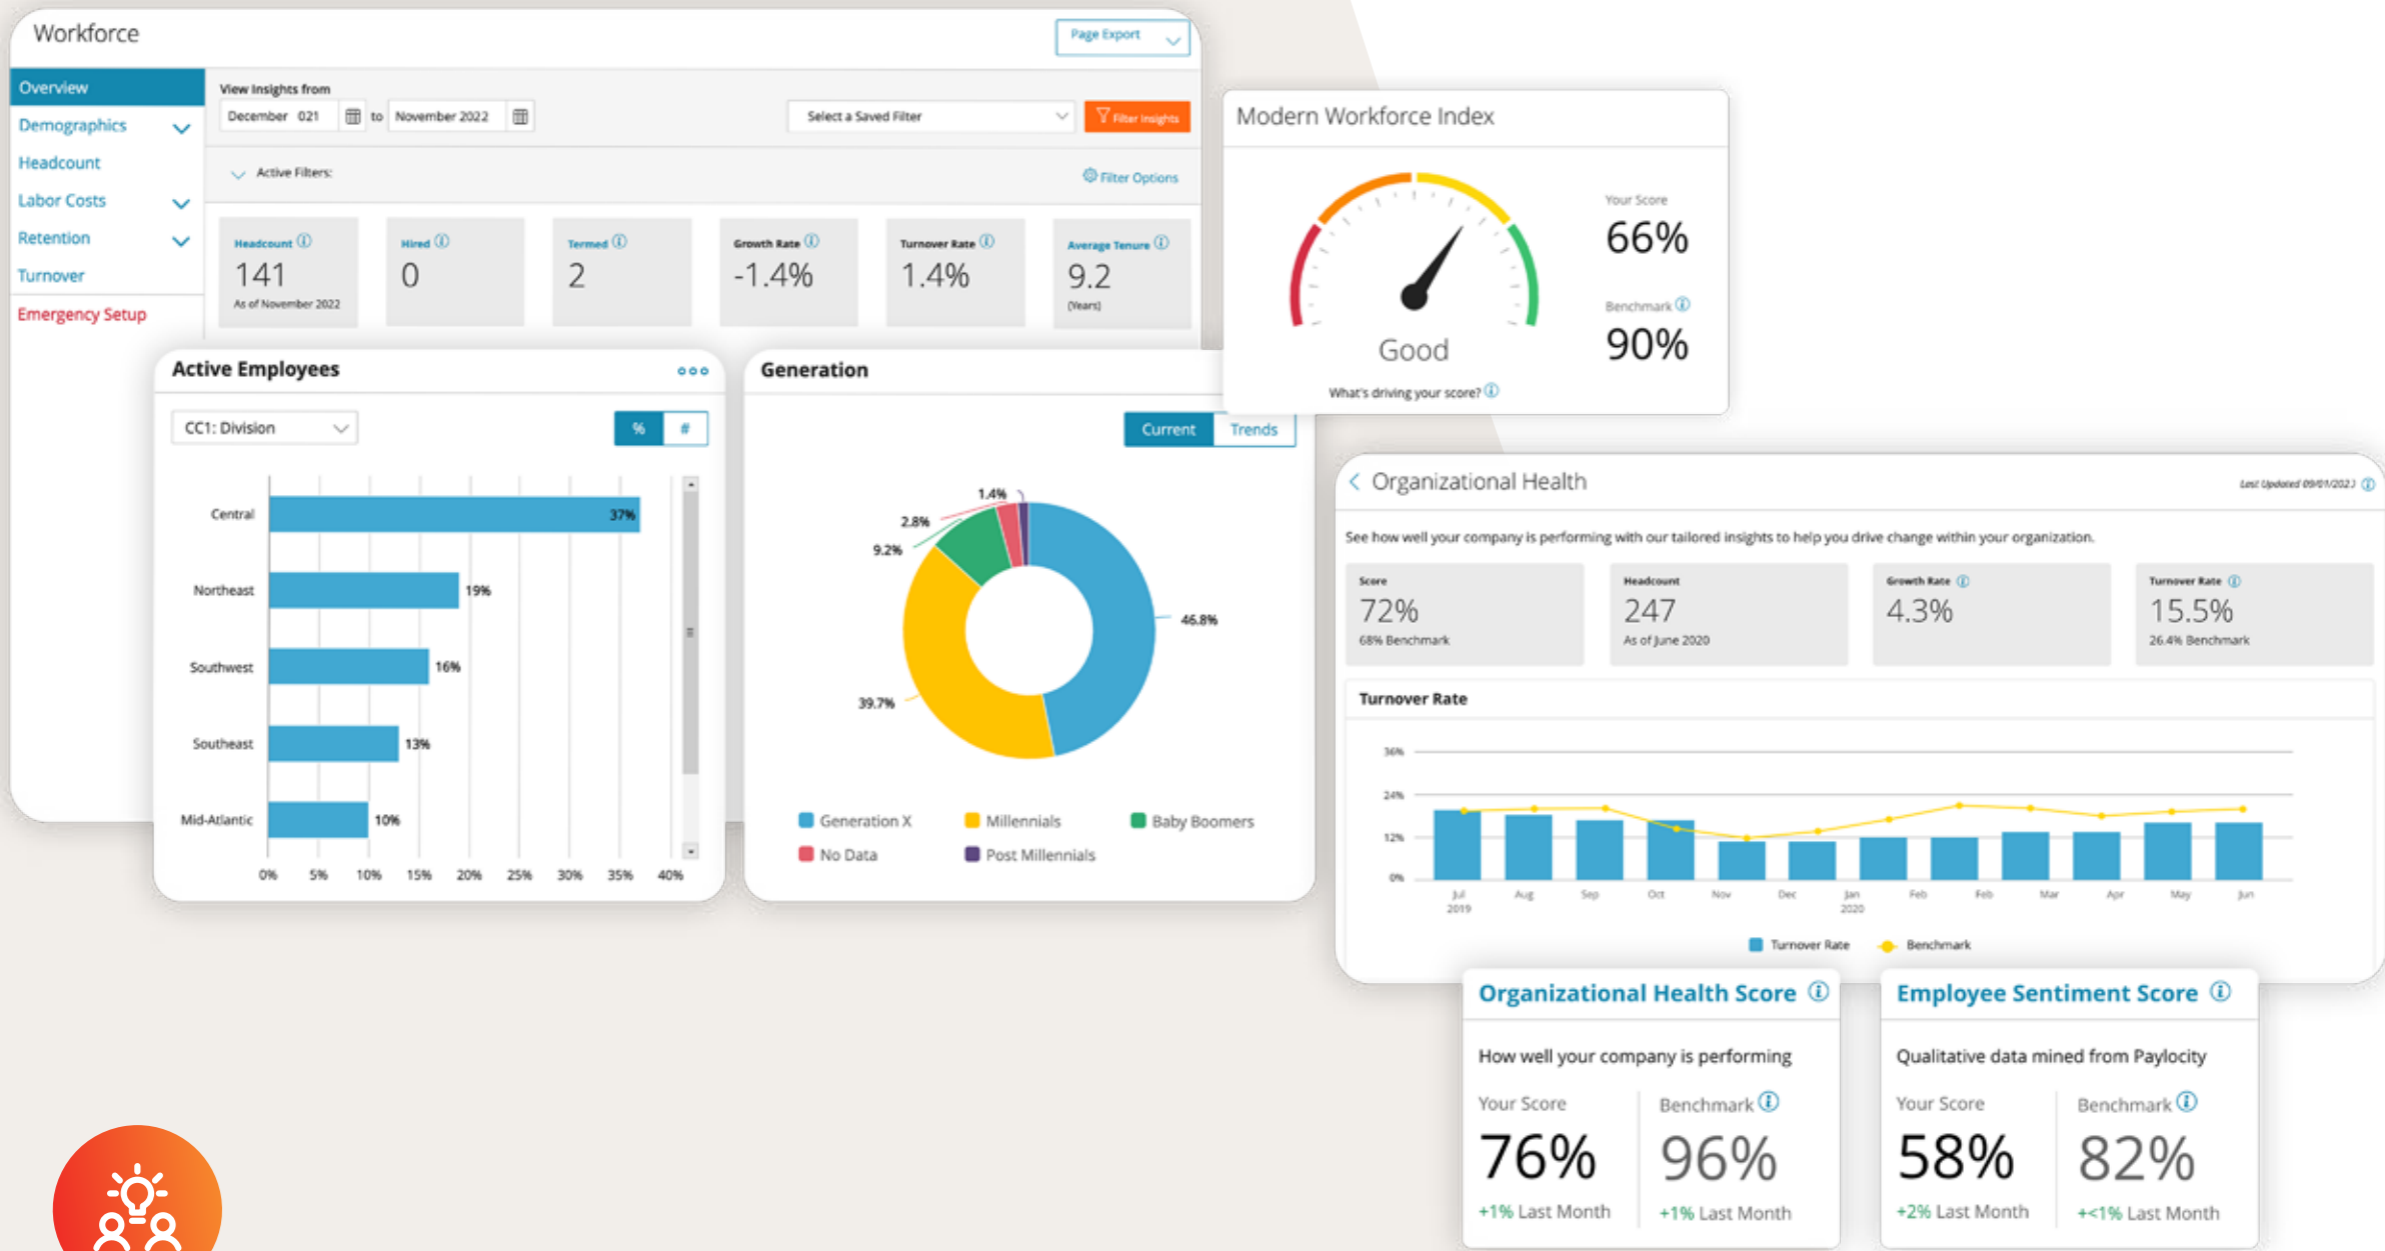 Workforce
Page Export
Overview
Demographics
Headcount
Labor Costs
Retention
Turnover
Emergency Setup
View Insights from
December 021 to November 2022
Select a Saved Filter
Filter Insights
Active Filters:
Filter Options
Headcount
141
As of November 2022
Hired
0
Termed
2
Growth Rate
-1.4%
Turnover Rate
1.4%
Average Tenure
9.2
(Years)
Active Employees
CC1: Division
% #
Central 37%
Northeast 19%
Southwest 16%
Southeast 13%
Mid-Atlantic 10%
0% 5% 10% 15% 20% 25% 30% 35% 40%
Generation
Current Trends
1.4%
2.8%
9.2%
46.8%
39.7%
Generation X Millennials Baby Boomers
No Data Post Millennials
Modern Workforce Index
Your Score
66%
Benchmark
90%
Good
What's driving your score?
Organizational Health
Last Updated
See how well your company is performing with our tailored insights to help you drive change within your organization.
Score
72%
68% Benchmark
Headcount
247
As of June 2020
Growth Rate
4.3%
Turnover Rate
15.5%
26.4% Benchmark
Turnover Rate
36%
24%
12%
0%
Jul Aug Sep Oct Nov Dec Jan Feb Feb Mar Apr May Jun
2019 2020
Turnover Rate Benchmark
Organizational Health Score
How well your company is performing
Your Score Benchmark
76% 96%
+1% Last Month +1% Last Month
Employee Sentiment Score
Qualitative data mined from Paylocity
Your Score Benchmark
58% 82%
+2% Last Month +<1% Last Month